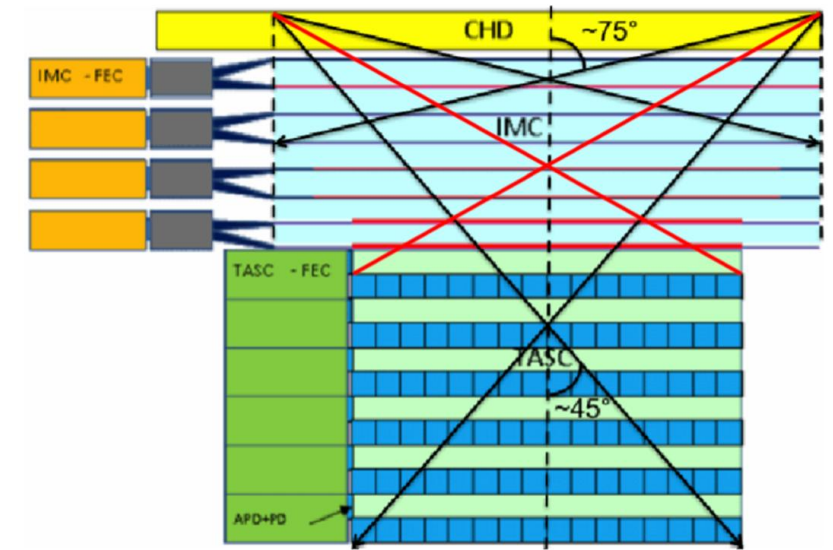 CHD
~75°
IMC - FEC
IMC
TASC - FEC
TASC
~45°
APD+PD